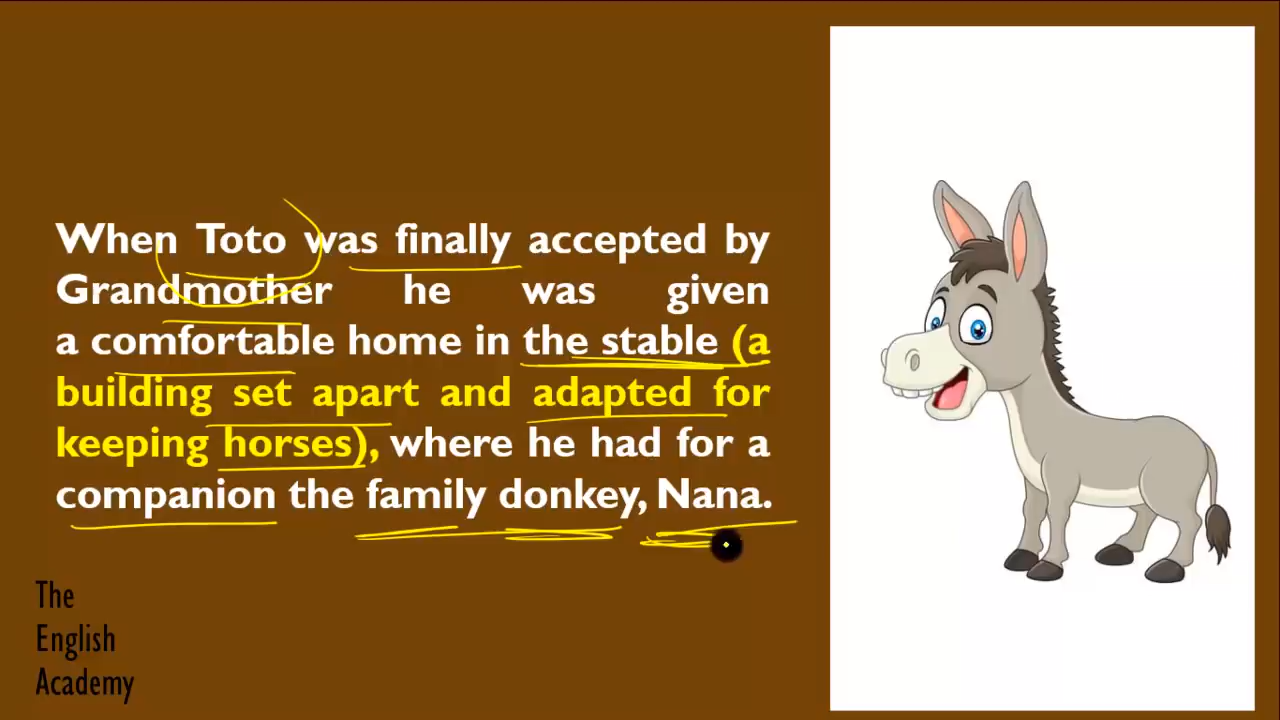 When Toto was finally accepted by
Grandmother he was given
a comfortable home in the stable (a
building set apart and adapted for
keeping horses), where he had for a
companion the family donkey, Nana.
The
English
Academy